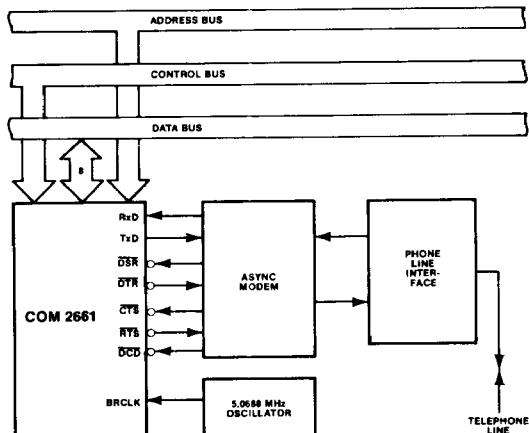 ADDRESS BUS
CONTROL BUS
DATA BUS
8
COM 2661
RxD
TxD
DSR
DTR
CTS
RTS
DCD
BRCLK
ASYNC
MODEM
5.0688 MHz
OSCILLATOR
PHONE
LINE
INTER-
FACE
TELEPHONE
LINE